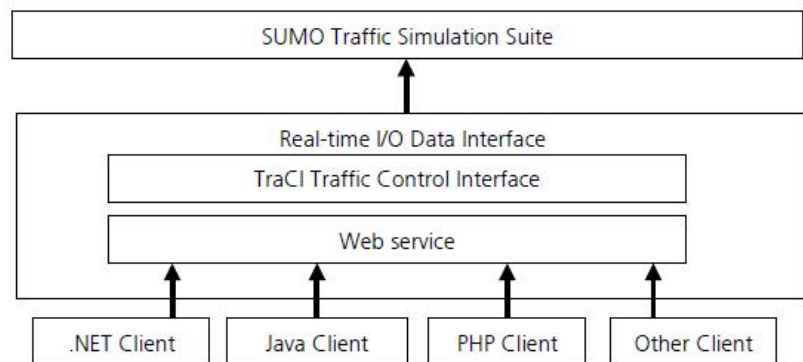 SUMO Traffic Simulation Suite
Real-time I/O Data Interface
TraCI Traffic Control Interface
Web service
.NET Client
Java Client
PHP Client
Other Client